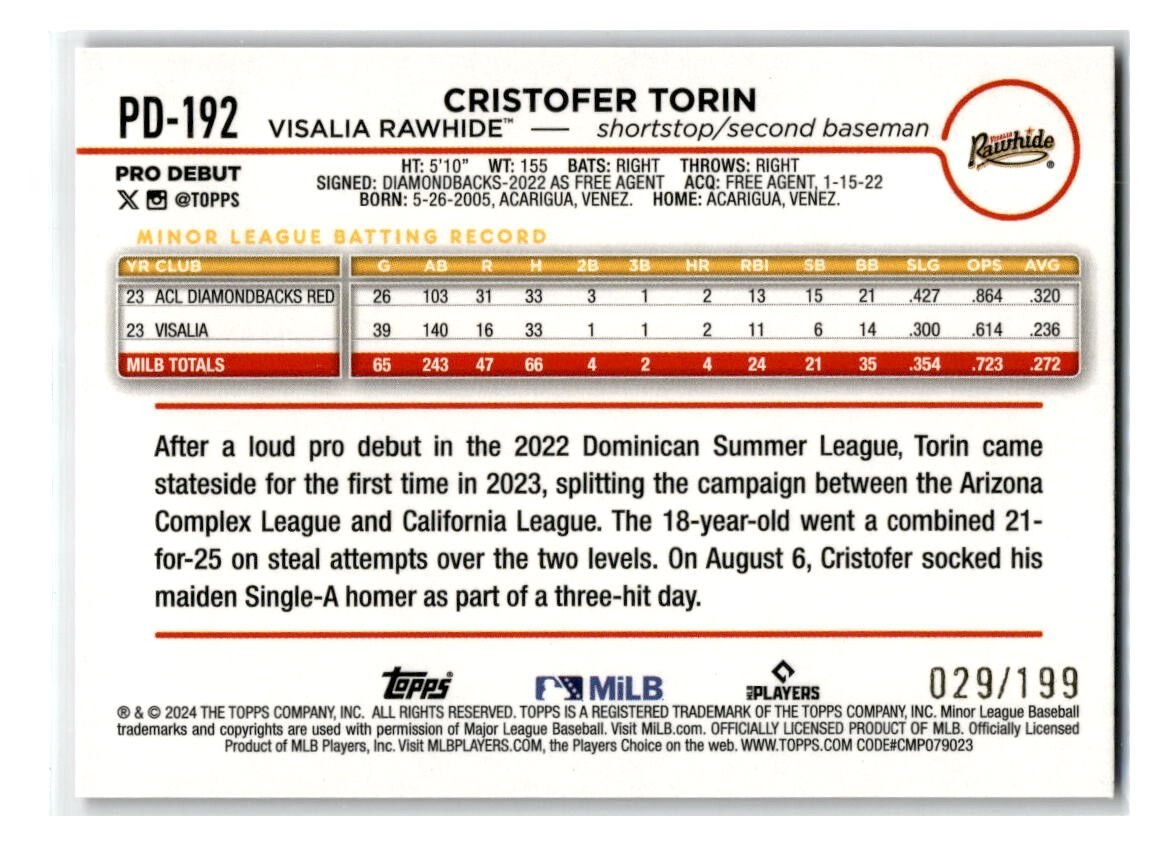 PD-192
CRISTOFER TORIN
VISALIA RAWHIDE™ — shortstop/second baseman
Visalia
Rawhide®
PRO DEBUT
@TOPPS
HT: 5'10" WT: 155 BATS: RIGHT THROWS: RIGHT
SIGNED: DIAMONDBACKS-2022 AS FREE AGENT ACQ: FREE AGENT, 1-15-22
BORN: 5-26-2005, ACARIGUA, VENEZ. HOME: ACARIGUA, VENEZ.
MINOR LEAGUE BATTING RECORD
YR CLUB G AB R H 2B 3B HR RBI SB BB SLG OPS AVG
23 ACL DIAMONDBACKS RED 26 103 31 33 3 1 2 13 15 21 .427 .864 .320
23 VISALIA 39 140 16 33 1 1 2 11 6 14 .300 .614 .236
MILB TOTALS 65 243 47 66 4 2 4 24 21 35 .354 .723 .272
After a loud pro debut in the 2022 Dominican Summer League, Torin came
stateside for the first time in 2023, splitting the campaign between the Arizona
Complex League and California League. The 18-year-old went a combined 21-
for-25 on steal attempts over the two levels. On August 6, Cristofer socked his
maiden Single-A homer as part of a three-hit day.
Topps® MiLB MLB PLAYERS 029/199
® & © 2024 THE TOPPS COMPANY, INC. ALL RIGHTS RESERVED. TOPPS IS A REGISTERED TRADEMARK OF THE TOPPS COMPANY, INC. Minor League Baseball
trademarks and copyrights are used with permission of Major League Baseball. Visit MiLB.com. OFFICIALLY LICENSED PRODUCT OF MLB. Officially Licensed
Product of MLB Players, Inc. Visit MLBPLAYERS.COM, the Players Choice on the web. WWW.TOPPS.COM CODE#CMP079023